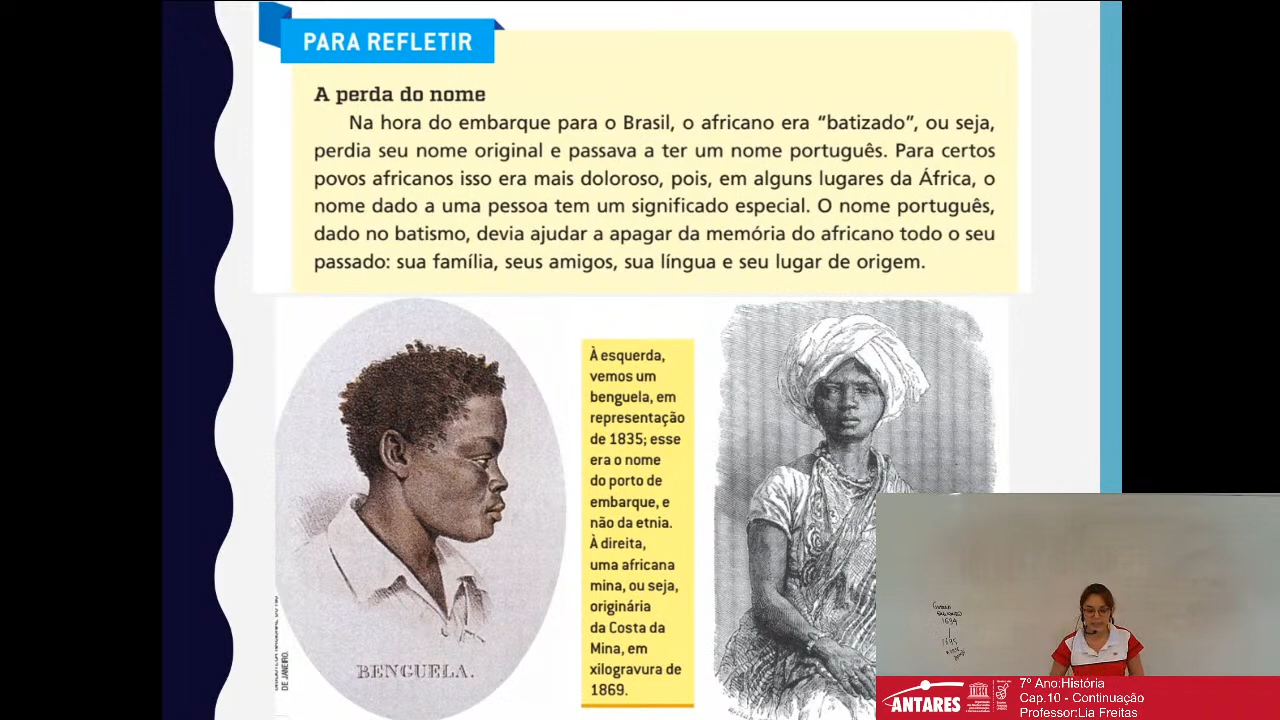 PARA REFLETIR
A perda do nome
Na hora do embarque para o Brasil, o africano era “batizado”, ou seja,
perdia seu nome original e passava a ter um nome português. Para certos
povos africanos isso era mais doloroso, pois, em alguns lugares da África, o
nome dado a uma pessoa tem um significado especial. O nome português,
dado no batismo, devia ajudar a apagar da memória do africano todo o seu
passado: sua família, seus amigos, sua língua e seu lugar de origem.
À esquerda,
vemos um
benguela, em
representação
de 1835; esse
era o nome
do porto de
embarque, e
não da etnia.
À direita,
uma africana
mina, ou seja,
originária
da Costa da
Mina, em
xilogravura de
1869.
BENGUELA.
DE JANEIRO.
1694
1695
ANTARES
7º Ano:História
Cap.10 - Continuação
Professor:Lia Freitas